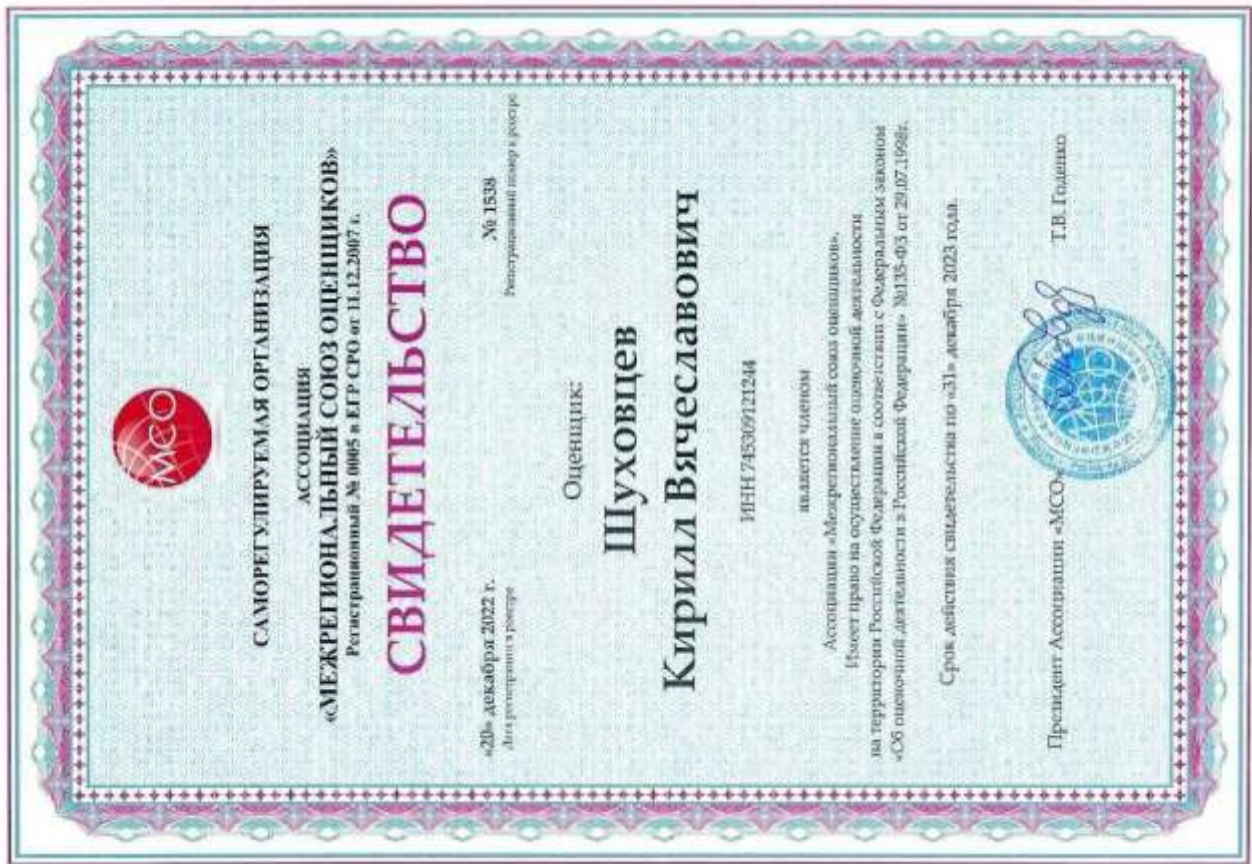 МСО
САМОРЕГУЛИРУЕМАЯ ОРГАНИЗАЦИЯ
АССОЦИАЦИЯ
«МЕЖРЕГИОНАЛЬНЫЙ СОЮЗ ОЦЕНЩИКОВ»
Регистрационный № 0005 в ЕГР СРО от 11.12.2007 г.
СВИДЕТЕЛЬСТВО
«20» декабря 2022 г. № 1538
Дата регистрации в реестре Регистрационный номер в реестре
Оценщик:
Шуховцев
Кирилл Вячеславович
ИНН 745309121244
является членом
Ассоциации «Межрегиональный союз оценщиков».
Имеет право на осуществление оценочной деятельности
на территории Российской Федерации в соответствии с Федеральным законом
«Об оценочной деятельности в Российской Федерации» №135-ФЗ от 29.07.1998г.
Срок действия свидетельства по «31» декабря 2023 года.
Президент Ассоциации «МСО» Т.В. Годенко